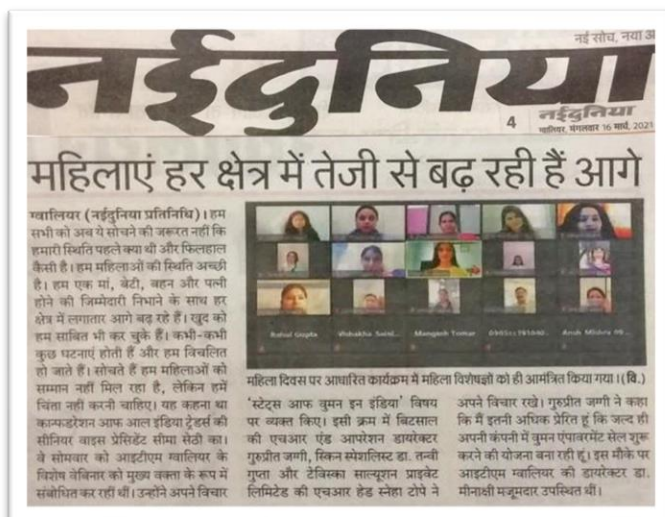 नई सोच, नया अ
नईदुनिया
4
नईदुनिया
ग्वालियर, मंगलवार 16 मार्च, 2021
महिलाएं हर क्षेत्र में तेजी से बढ़ रही हैं आगे
ग्वालियर (नईदुनिया प्रतिनिधि)। हम
सभी को अब ये सोचने की जरूरत नहीं कि
हमारी स्थिति पहले क्या थी और फिलहाल
कैसी है। हम महिलाओं की स्थिति अच्छी
है। हम एक मां, बेटी, बहन और पत्नी
होने की जिम्मेदारी निभाने के साथ हर
क्षेत्र में लगातार आगे बढ़ रहे हैं। खुद को
हम साबित भी कर चुके हैं। कभी-कभी
कुछ घटनाएं होती हैं और हम विचलित
हो जाते हैं। सोचते हैं हम महिलाओं को
सम्मान नहीं मिल रहा है, लेकिन हमें
चिंता नहीं करनी चाहिए। यह कहना था
कान्फडरेशन आफ आल इंडिया ट्रेडर्स की
सीनियर वाइस प्रेसिडेंट सीमा सेठी का।
वे सोमवार को आइटीएम ग्वालियर के
विशेष वेबिनार को मुख्य वक्ता के रूप में
संबोधित कर रहीं थीं। उन्होंने अपने विचार
Rahul Gupta
Vishakha
Mangesh Tomar
Ansh Mishra
महिला दिवस पर आधारित कार्यक्रम में महिला विशेषज्ञों को ही आमंत्रित किया गया।(वि.)
'स्टेट्स आफ वुमन इन इंडिया' विषय
पर व्यक्त किए। इसी क्रम में बिटसाल
की एचआर एंड आपरेशन डायरेक्टर
गुरुप्रीत जग्गी, स्किन स्पेशलिस्ट डा. तन्वी
गुप्ता और टेविस्का साल्यूशन प्राइवेट
लिमिटेड की एचआर हेड स्नेहा टोपे ने
अपने विचार रखे। गुरुप्रीत जग्गी ने कहा
कि मैं इतनी अधिक प्रेरित हूं कि जल्द ही
अपनी कंपनी में वुमन एंपावरमेंट सेल शुरू
करने की योजना बना रही हूं। इस मौके पर
आइटीएम ग्वालियर की डायरेक्टर डा.
मीनाक्षी मजूमदार उपस्थित थीं।